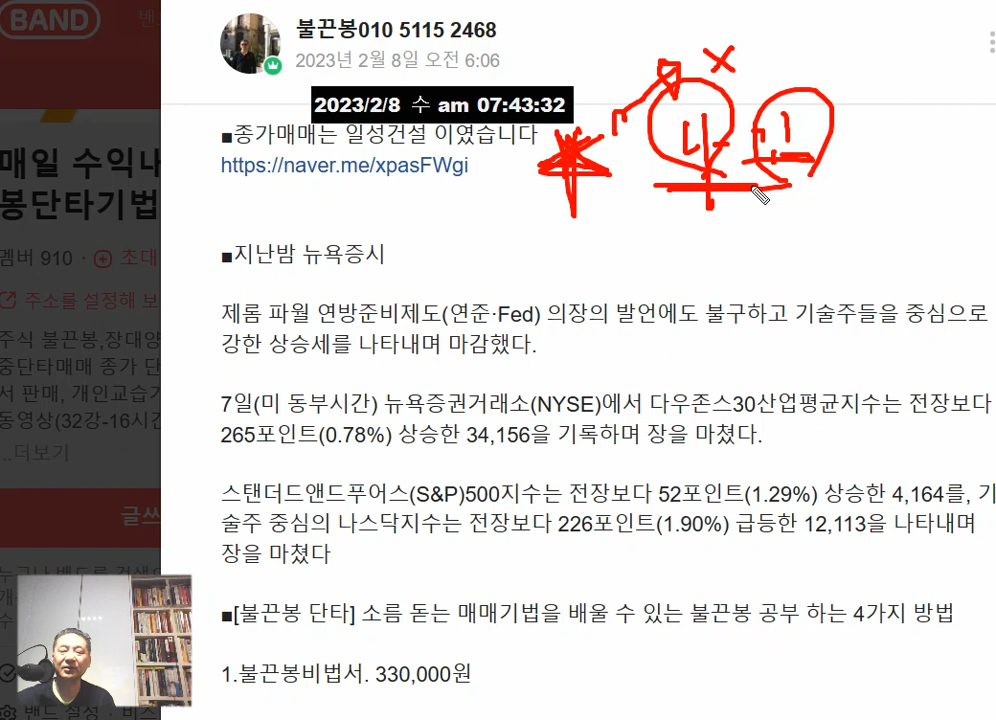 BAND
불끈봉010 5115 2468
2023년 2월 8일 오전 6:06
2023/2/8 수 am 07:43:32
■종가매매는 일성건설 이였습니다
https://naver.me/xpasFWgi
매일 수익내
봉단타기법
멤버 910 · 초대
주소를 설정해 보
주식 불끈봉,장대양
중단타매매 종가 단
서 판매, 개인교습기
동영상(32강-16시간
...더보기
글쓰
■지난밤 뉴욕증시
제롬 파월 연방준비제도(연준·Fed) 의장의 발언에도 불구하고 기술주들을 중심으로
강한 상승세를 나타내며 마감했다.
7일(미 동부시간) 뉴욕증권거래소(NYSE)에서 다우존스30산업평균지수는 전장보다
265포인트(0.78%) 상승한 34,156을 기록하며 장을 마쳤다.
스탠더드앤드푸어스(S&P)500지수는 전장보다 52포인트(1.29%) 상승한 4,164를, 기
술주 중심의 나스닥지수는 전장보다 226포인트(1.90%) 급등한 12,113을 나타내며
장을 마쳤다
■[불끈봉 단타] 소름 돋는 매매기법을 배울 수 있는 불끈봉 공부 하는 4가지 방법
1.불끈봉비법서. 330,000원
밴드 설정 · 비스